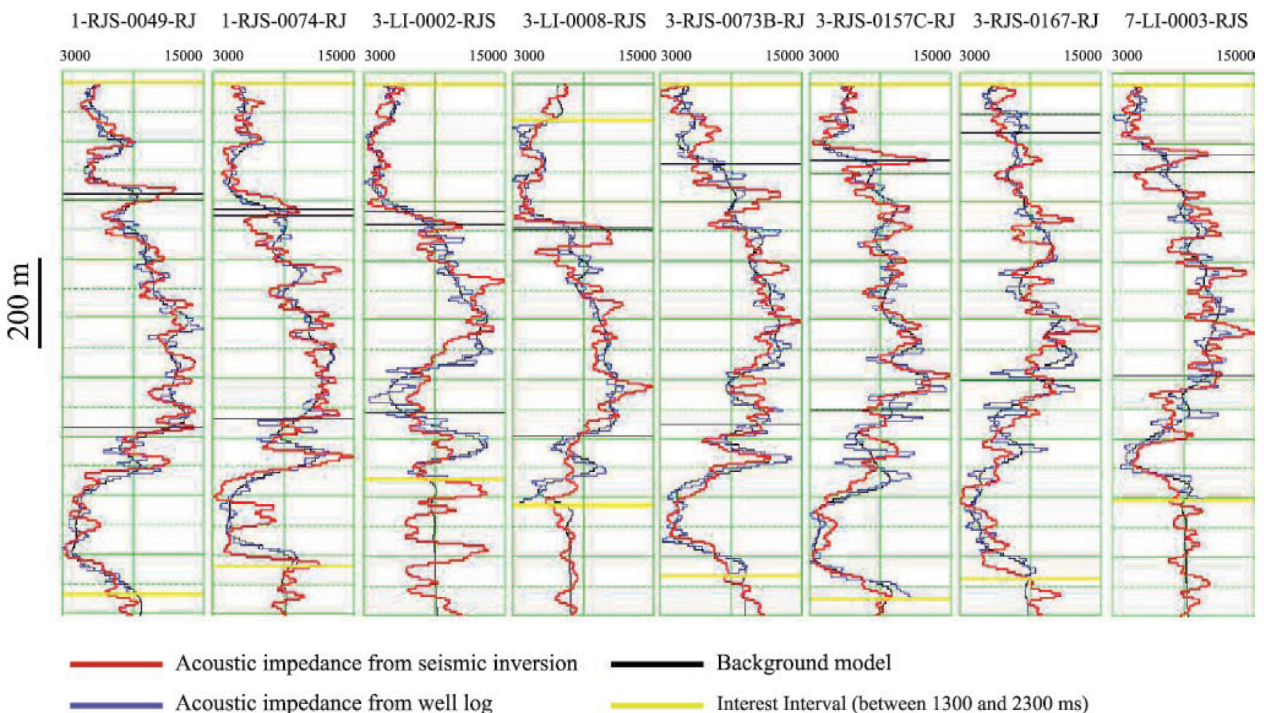 1-RJS-0049-RJ 1-RJS-0074-RJ 3-LI-0002-RJS 3-LI-0008-RJS 3-RJS-0073B-RJ 3-RJS-0157C-RJ 3-RJS-0167-RJ 7-LI-0003-RJS
3000 15000 3000 15000 3000 15000 3000 15000 3000 15000 3000 15000 3000 15000 3000 15000
200 m
Acoustic impedance from seismic inversion Background model
Acoustic impedance from well log Interest Interval (between 1300 and 2300 ms)